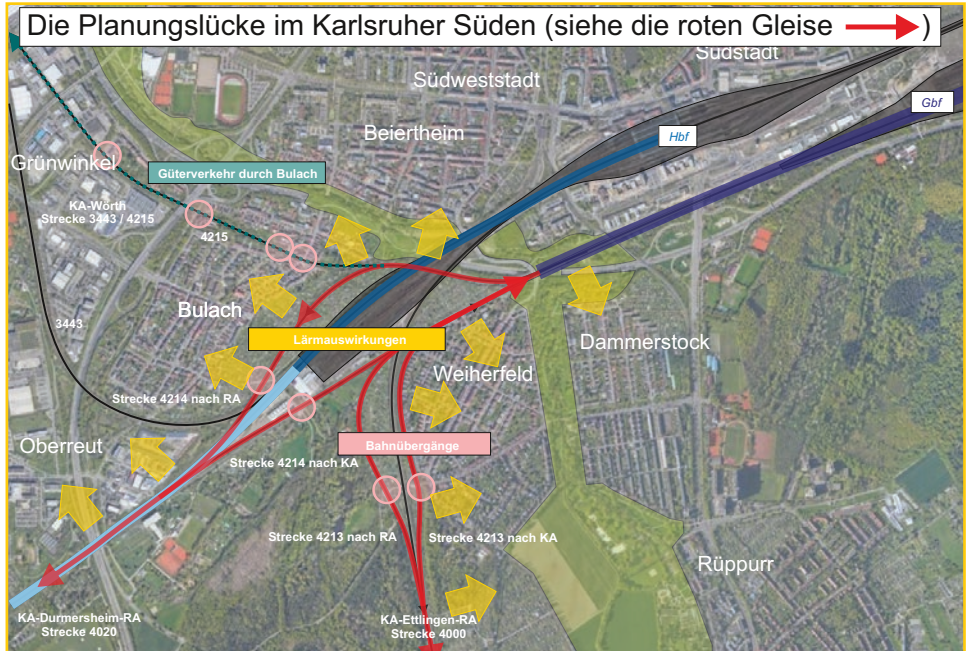 Die Planungslücke im Karlsruher Süden (siehe die roten Gleise )
Südstadt
Südweststadt
Gbf
Beiertheim
Hbf
Grünwinkel
Güterverkehr durch Bulach
KA-Wörth
Strecke 3443 / 4215
4215
Bulach
3443
Lärmauswirkungen
Dammerstock
Weiherfeld
Strecke 4214 nach RA
Oberreut
Bahnübergänge
Strecke 4214 nach KA
Strecke 4213 nach RA
Strecke 4213 nach KA
Rüppurr
KA-Durmersheim-RA
Strecke 4020
KA-Ettlingen-RA
Strecke 4000